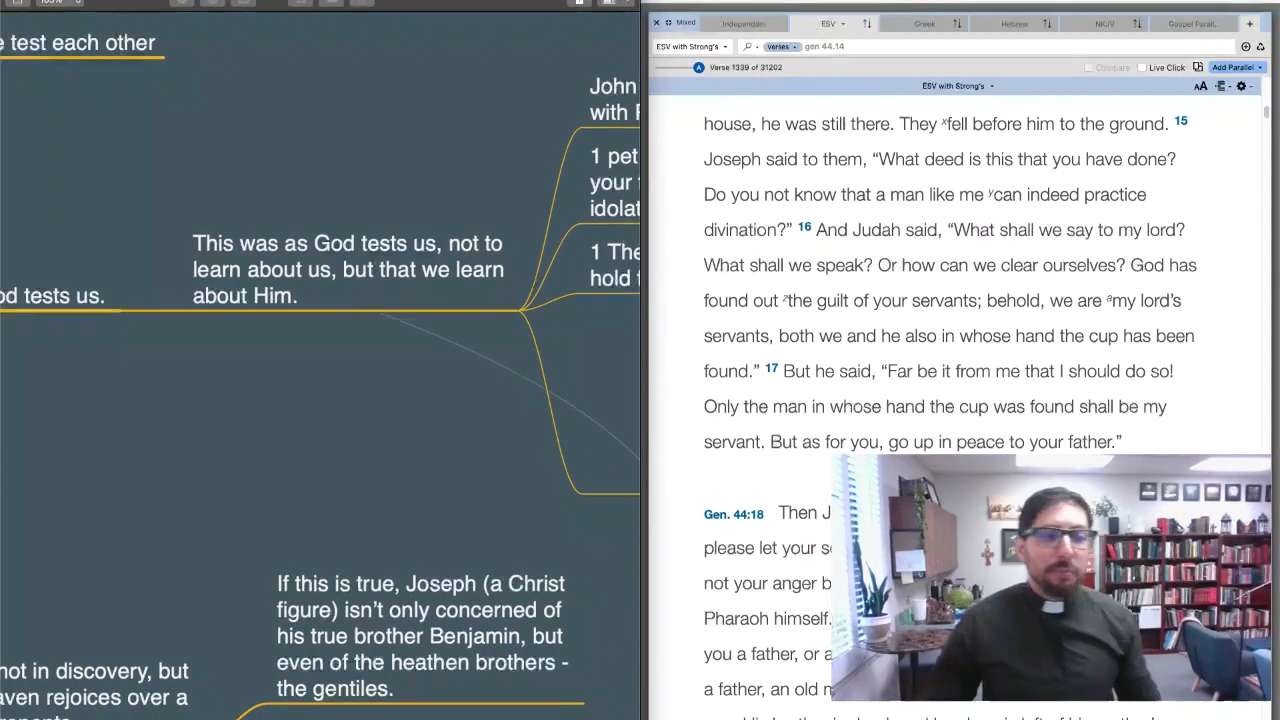 e test each other
John
with
1 pet
your
idolat
This was as God tests us, not to
learn about us, but that we learn
about Him.
1 The
hold
od tests us.
If this is true, Joseph (a Christ
figure) isn’t only concerned of
his true brother Benjamin, but
even of the heathen brothers -
the gentiles.
not in discovery, but
aven rejoices over a
Mixed
ESV
Greek
Hebrew
NKJV
Gospel Parall..
+
ESV with Strong's
Verses
gen 44.14
A Verse 1339 of 31202
Compare
Live Click
Add Parallel
ESV with Strong's
AA
house, he was still there. They xfell before him to the ground. 15
Joseph said to them, “What deed is this that you have done?
Do you not know that a man like me ycan indeed practice
divination?” 16 And Judah said, “What shall we say to my lord?
What shall we speak? Or how can we clear ourselves? God has
found out zthe guilt of your servants; behold, we are amy lord’s
servants, both we and he also in whose hand the cup has been
found.” 17 But he said, “Far be it from me that I should do so!
Only the man in whose hand the cup was found shall be my
servant. But as for you, go up in peace to your father.”
Gen. 44:18 Then J
please let your s
not your anger b
Pharaoh himself.
you a father, or a
a father, an old